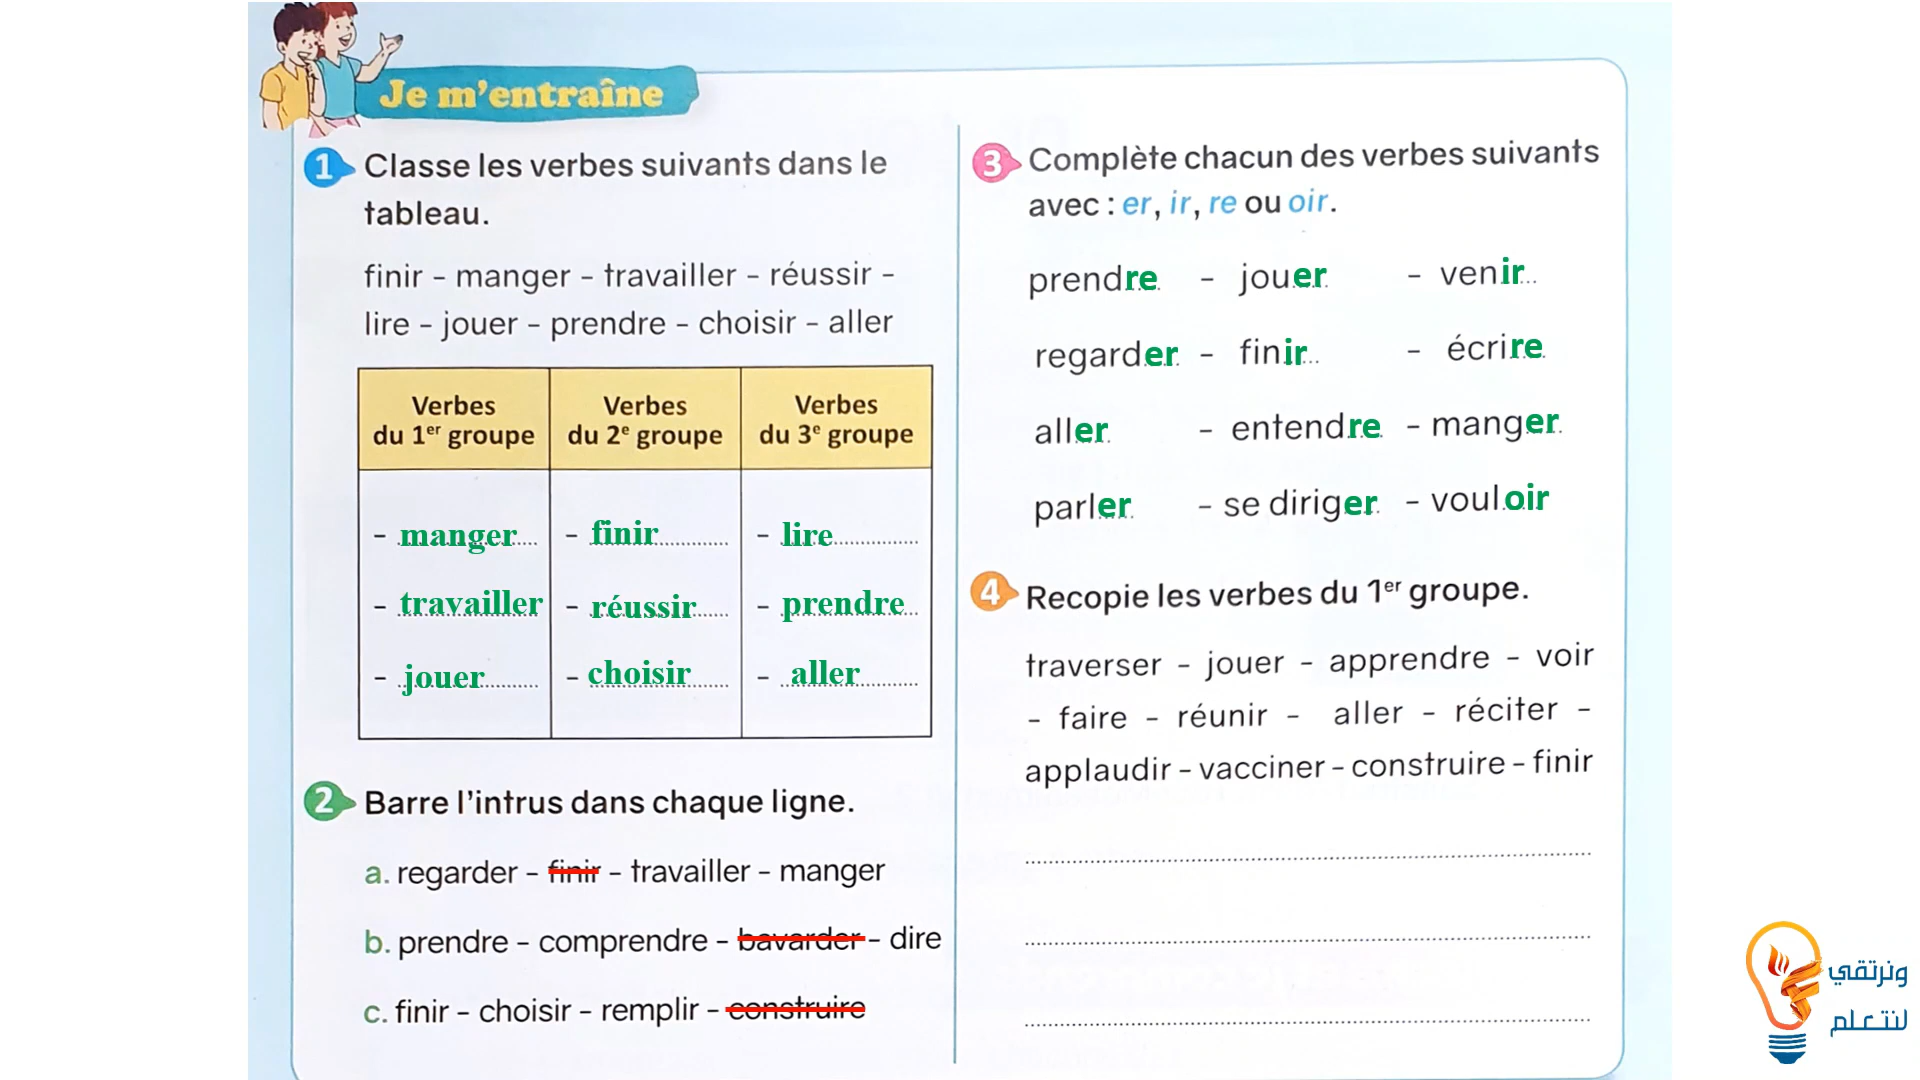 Je m'entraîne
1 Classe les verbes suivants dans le
tableau.
finir - manger - travailler - réussir -
lire - jouer - prendre - choisir - aller
Verbes du 1er groupe
Verbes du 2e groupe
Verbes du 3e groupe
- manger - finir - lire
- travailler - réussir - prendre
- jouer - choisir - aller
2 Barre l'intrus dans chaque ligne.
a. regarder - finir - travailler - manger
b. prendre - comprendre - bavarder - dire
c. finir - choisir - remplir - construire
3 Complète chacun des verbes suivants
avec : er, ir, re ou oir.
prendre - jouer - venir
regarder - finir - écrire
aller - entendre - manger
parler - se diriger - vouloir
4 Recopie les verbes du 1er groupe.
traverser - jouer - apprendre - voir
- faire - réunir - aller - réciter -
applaudir - vacciner - construire - finir
ونرتقي
لنتعلم